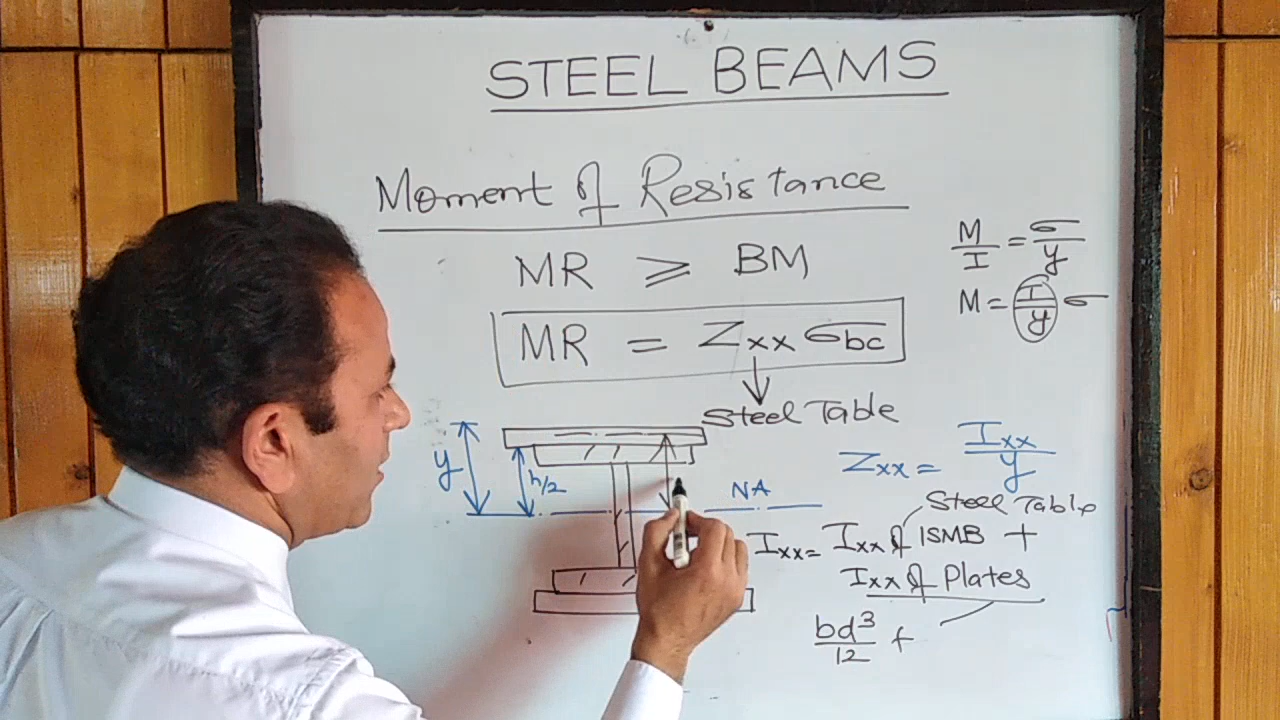 STEEL BEAMS
Moment of Resistance
MR ≥ BM
MR = Zxx σbc
Steel Table
M/I = σ/y
M = I/y σ
y
h/2
NA
Zxx = Ixx/y
Steel Table
Ixx = Ixx of ISMB +
Ixx of Plates
bd³/12 +